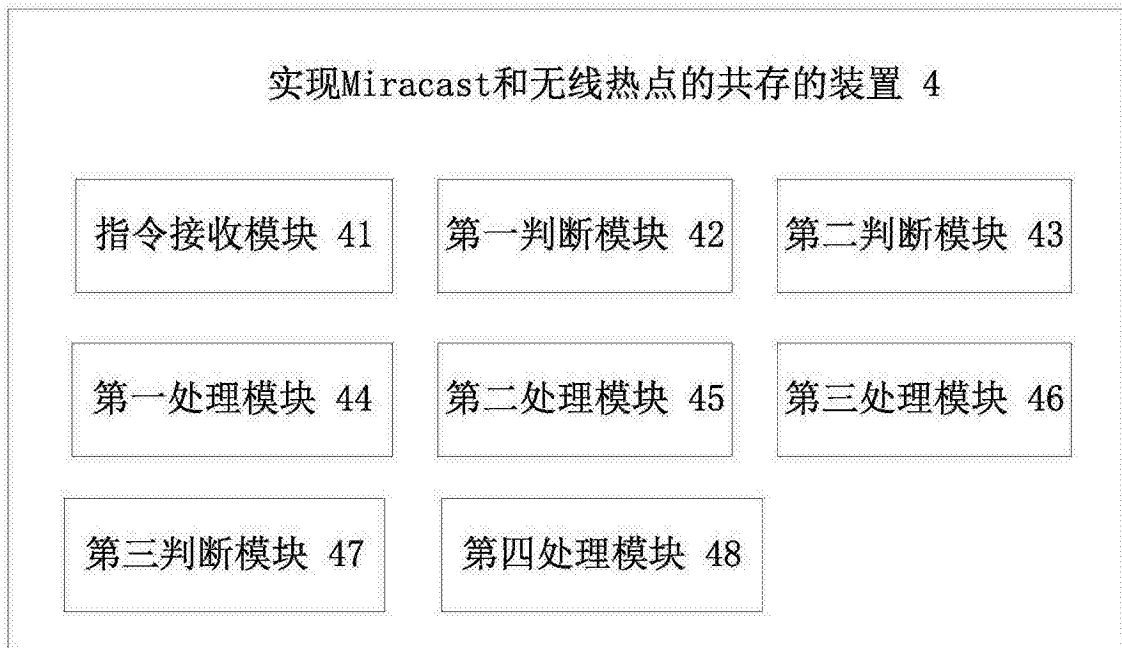 实现Miracast和无线热点的共存的装置 4
指令接收模块 41
第一判断模块 42
第二判断模块 43
第一处理模块 44
第二处理模块 45
第三处理模块 46
第三判断模块 47
第四处理模块 48